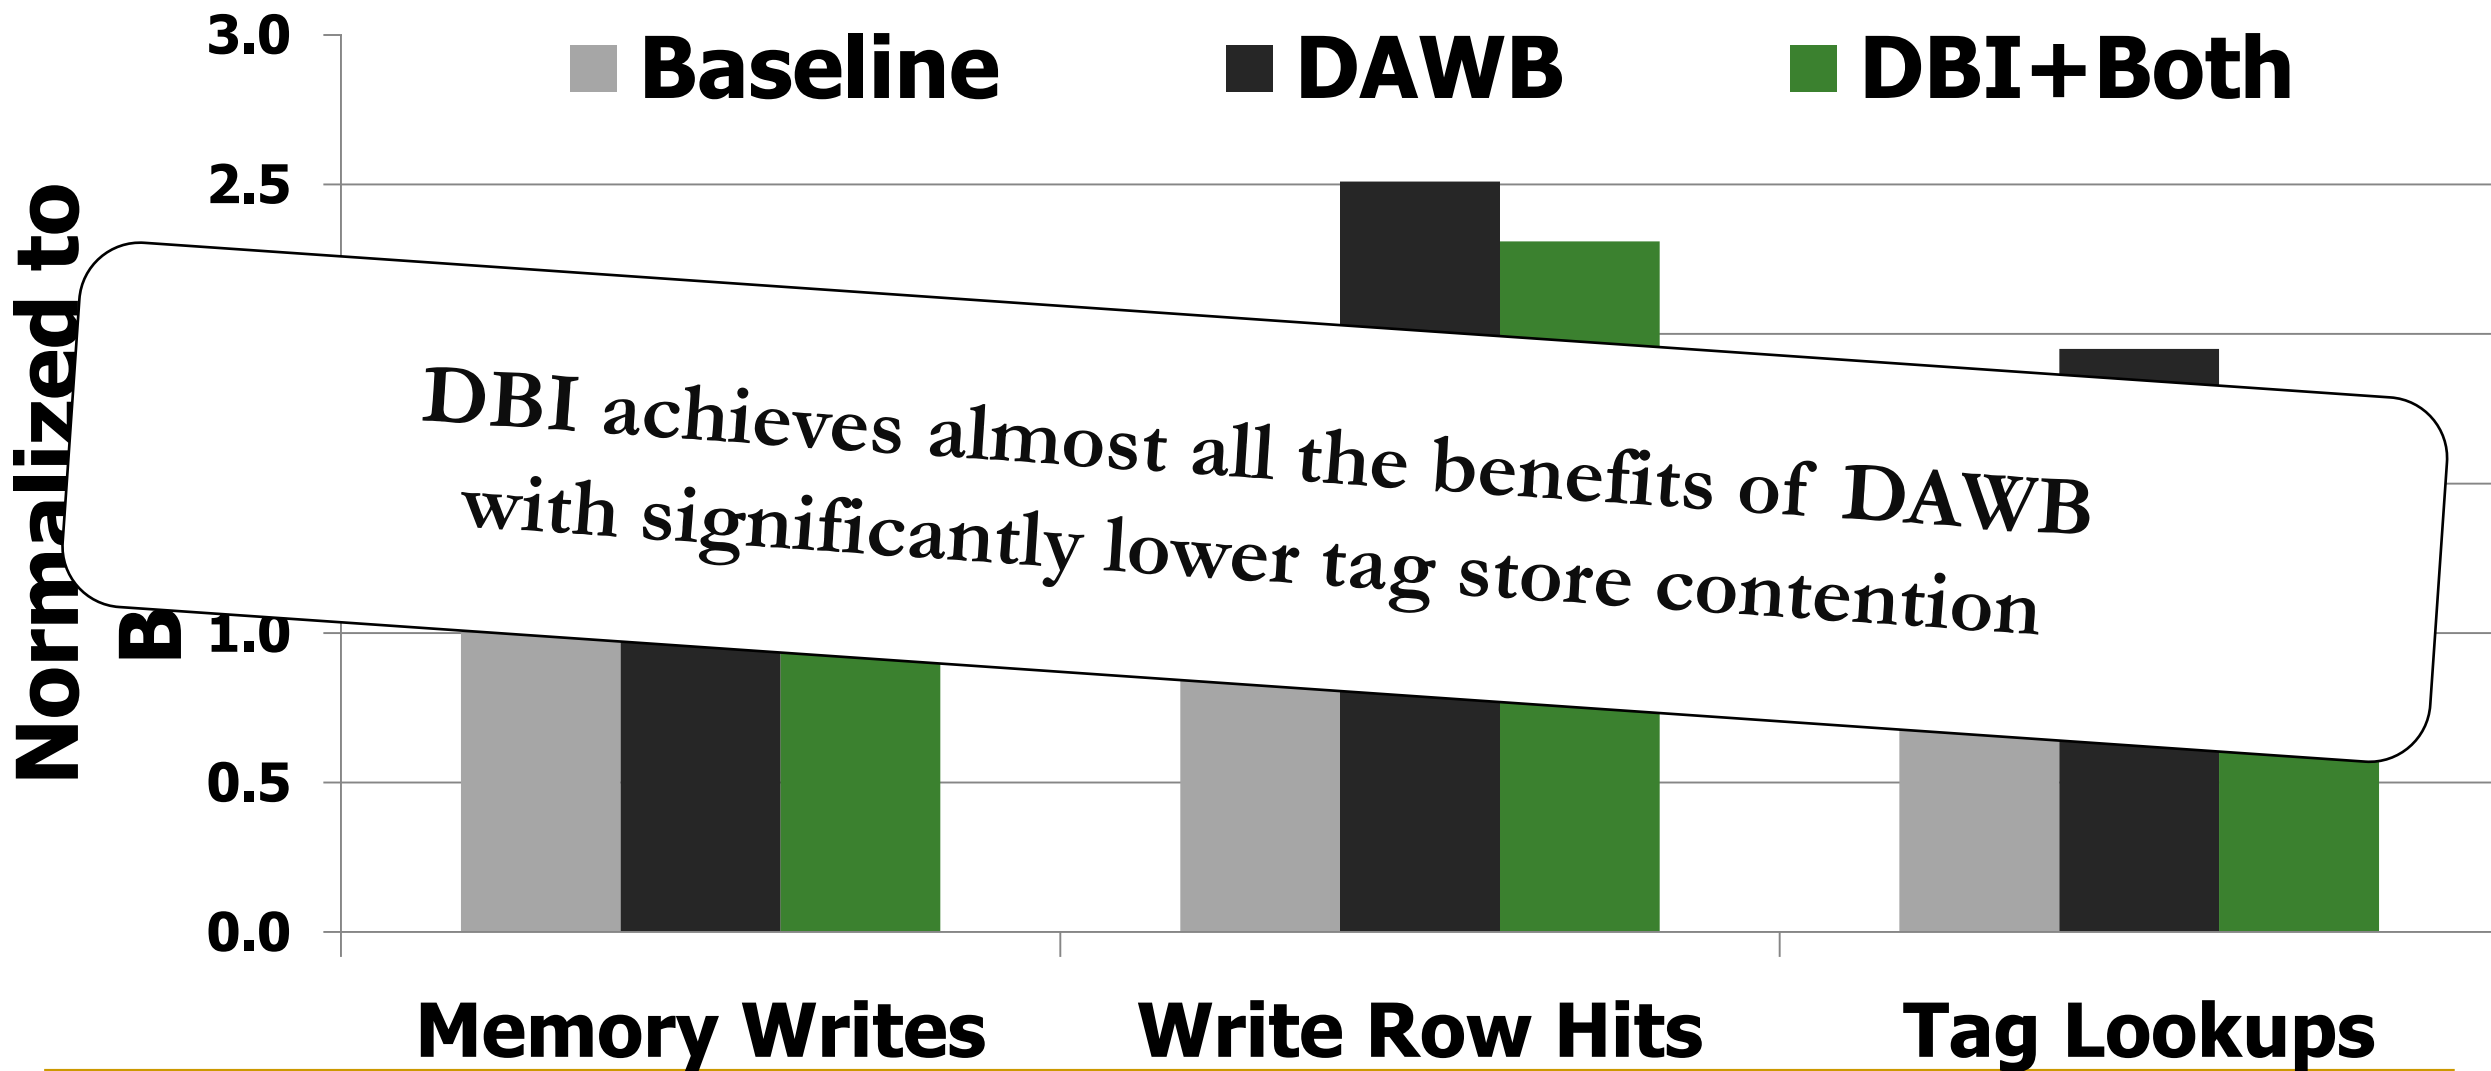 3.0
Baseline DAWB DBI+Both
2.5
Normalized to
B
DBI achieves almost all the benefits of DAWB
with significantly lower tag store contention
1.0
0.5
0.0
Memory Writes Write Row Hits Tag Lookups